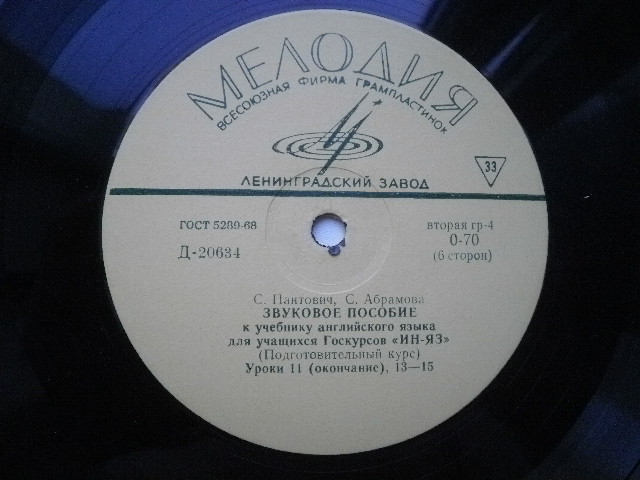 МЕЛОДИЯ
ВСЕСОЮЗНАЯ ФИРМА ГРАМПЛАСТИНОК
33
ЛЕНИНГРАДСКИЙ ЗАВОД
ГОСТ 5289-68
Д-20634
вторая гр-4
0-70
(6 сторон)
С. Пантович, С. Абрамова
ЗВУКОВОЕ ПОСОБИЕ
к учебнику английского языка
для учащихся Госкурсов «ИН-ЯЗ»
(Подготовительный курс)
Уроки 11 (окончание), 13—15